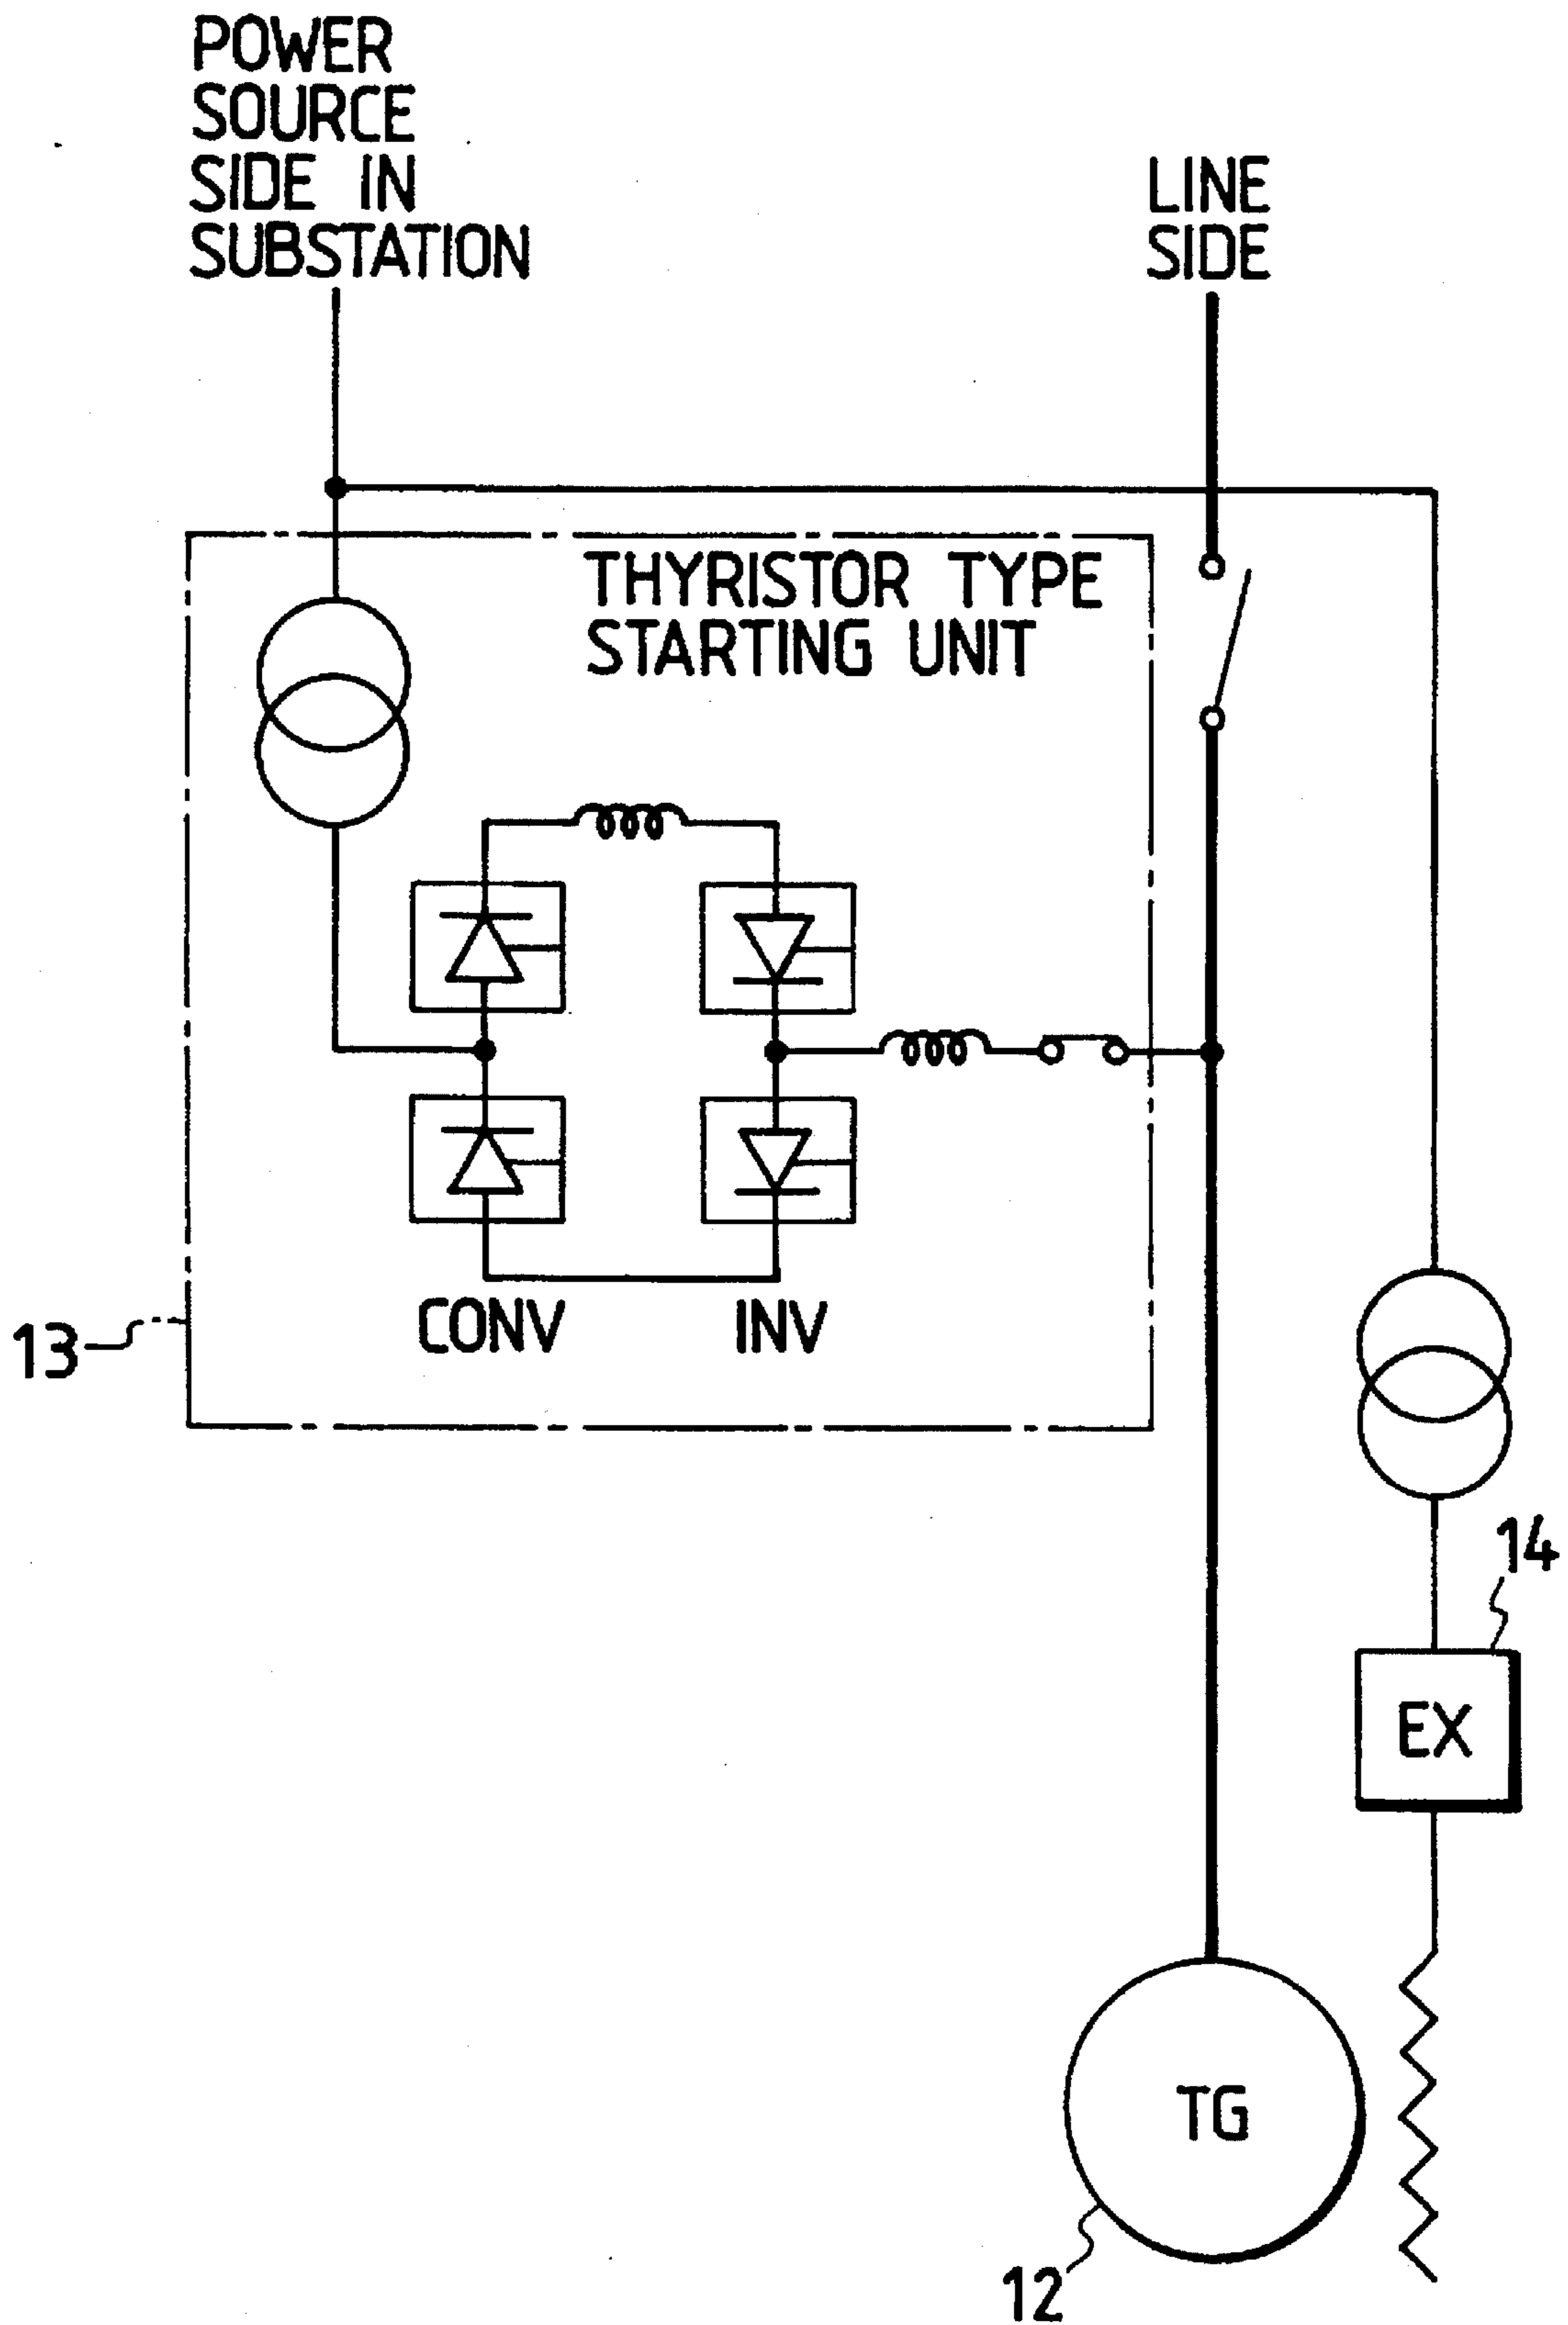 POWER
SOURCE
SIDE IN
SUBSTATION
LINE
SIDE
THYRISTOR TYPE
STARTING UNIT
CONV
INV
13
14
EX
TG
12